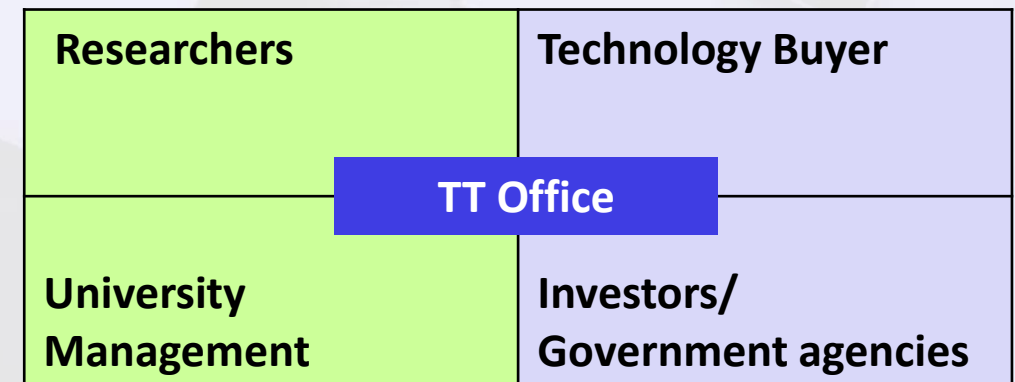 Researchers
Technology Buyer
TT Office
University
Management
Investors/
Government agencies